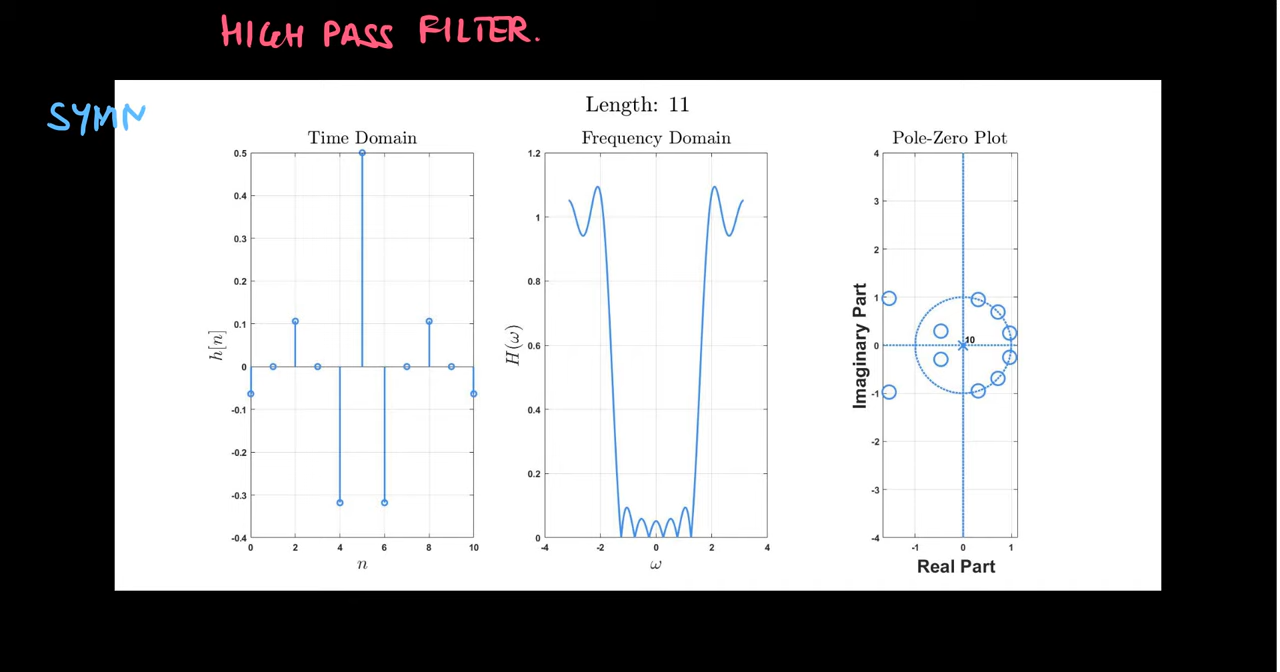 HIGH PASS FILTER.
SYMN
Length: 11
Time Domain
Frequency Domain
Pole-Zero Plot
0.5
0.4
0.3
0.2
0.1
0
-0.1
-0.2
-0.3
-0.4
h[n]
0 2 4 6 8 10
n
1.2
1
0.8
0.6
0.4
0.2
0
H(ω)
-4 -2 0 2 4
ω
4
3
2
1
0
-1
-2
-3
-4
Imaginary Part
10
-1 0 1
Real Part